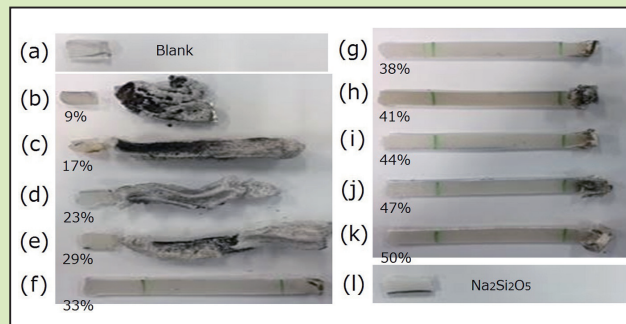 (a) Blank
(b)
9%
(c)
17%
(d)
23%
(e)
29%
(f)
33%
(g)
38%
(h)
41%
(i)
44%
(j)
47%
(k)
50%
(l) Na2Si2O5